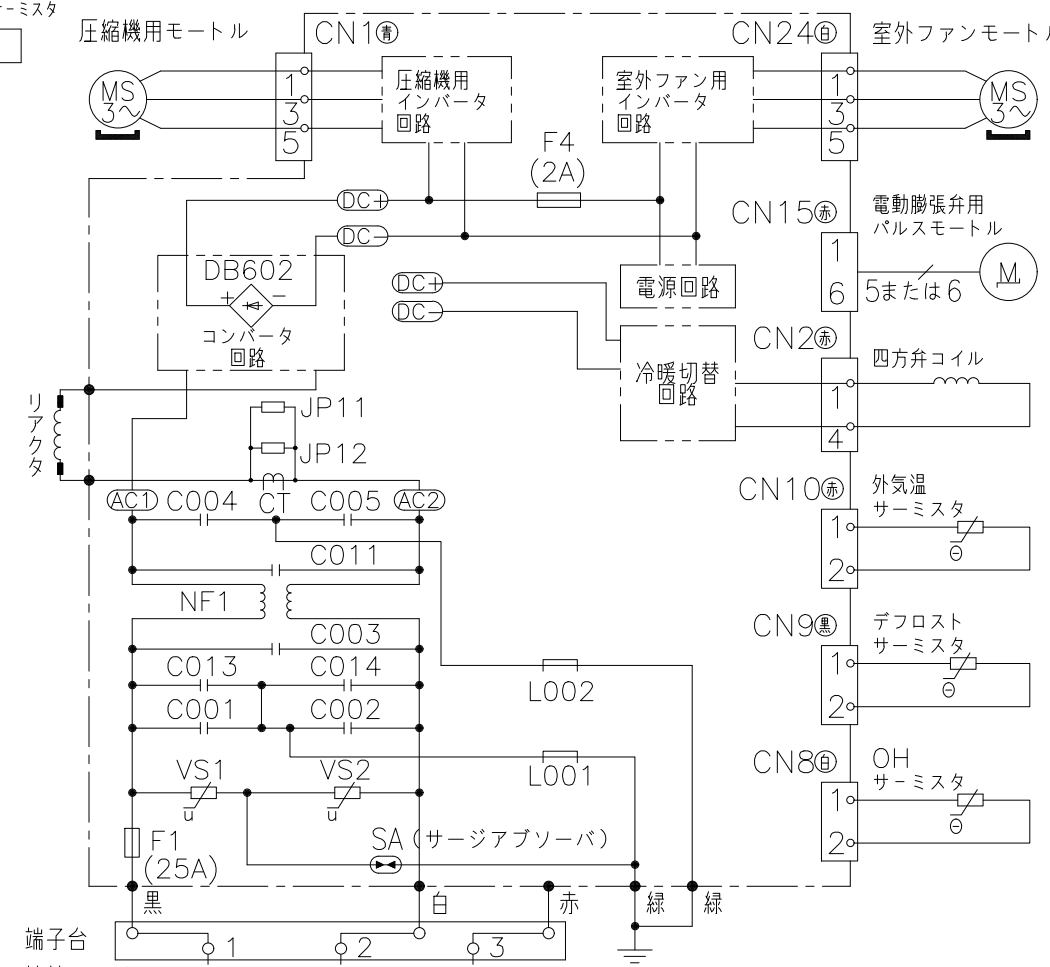 ーミスタ
圧縮機用モートル
CN1青
MS
3～
1
3
5
圧縮機用
インバータ
回路
室外ファン用
インバータ
回路
CN24白
1
3
5
室外ファンモートル
MS
3～
F4
(2A)
DC+
DC-
DB602
+
-
コンバータ
回路
DC+
DC-
電源回路
冷暖切替
回路
CN15赤
1
6
電動膨張弁用
パルスモートル
5または6
M
CN2赤
1
4
四方弁コイル
リアクタ
JP11
JP12
CT
AC1
C004
C005
AC2
C011
NF1
C003
C013
C014
C001
C002
L002
L001
VS1
u
VS2
u
F1
(25A)
SA(サージアブソーバ)
CN10赤
1
2
外気温
サーミスタ
Θ
CN9黒
1
2
デフロスト
サーミスタ
Θ
CN8白
1
2
OH
サーミスタ
Θ
黒
白
赤
緑
緑
端子台
1
2
3